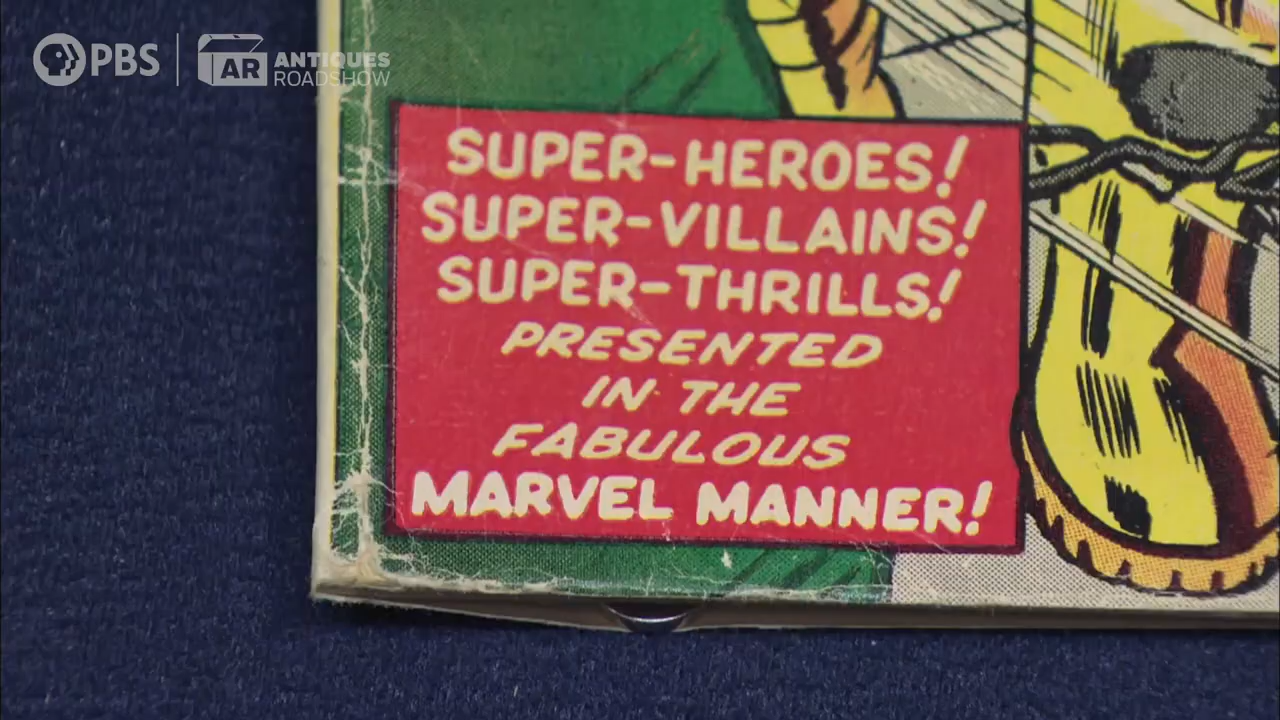 PBS
AR
ANTIQUES
ROADSHOW
SUPER-HEROES!
SUPER-VILLAINS!
SUPER-THRILLS!
PRESENTED
IN THE
FABULOUS
MARVEL MANNER!